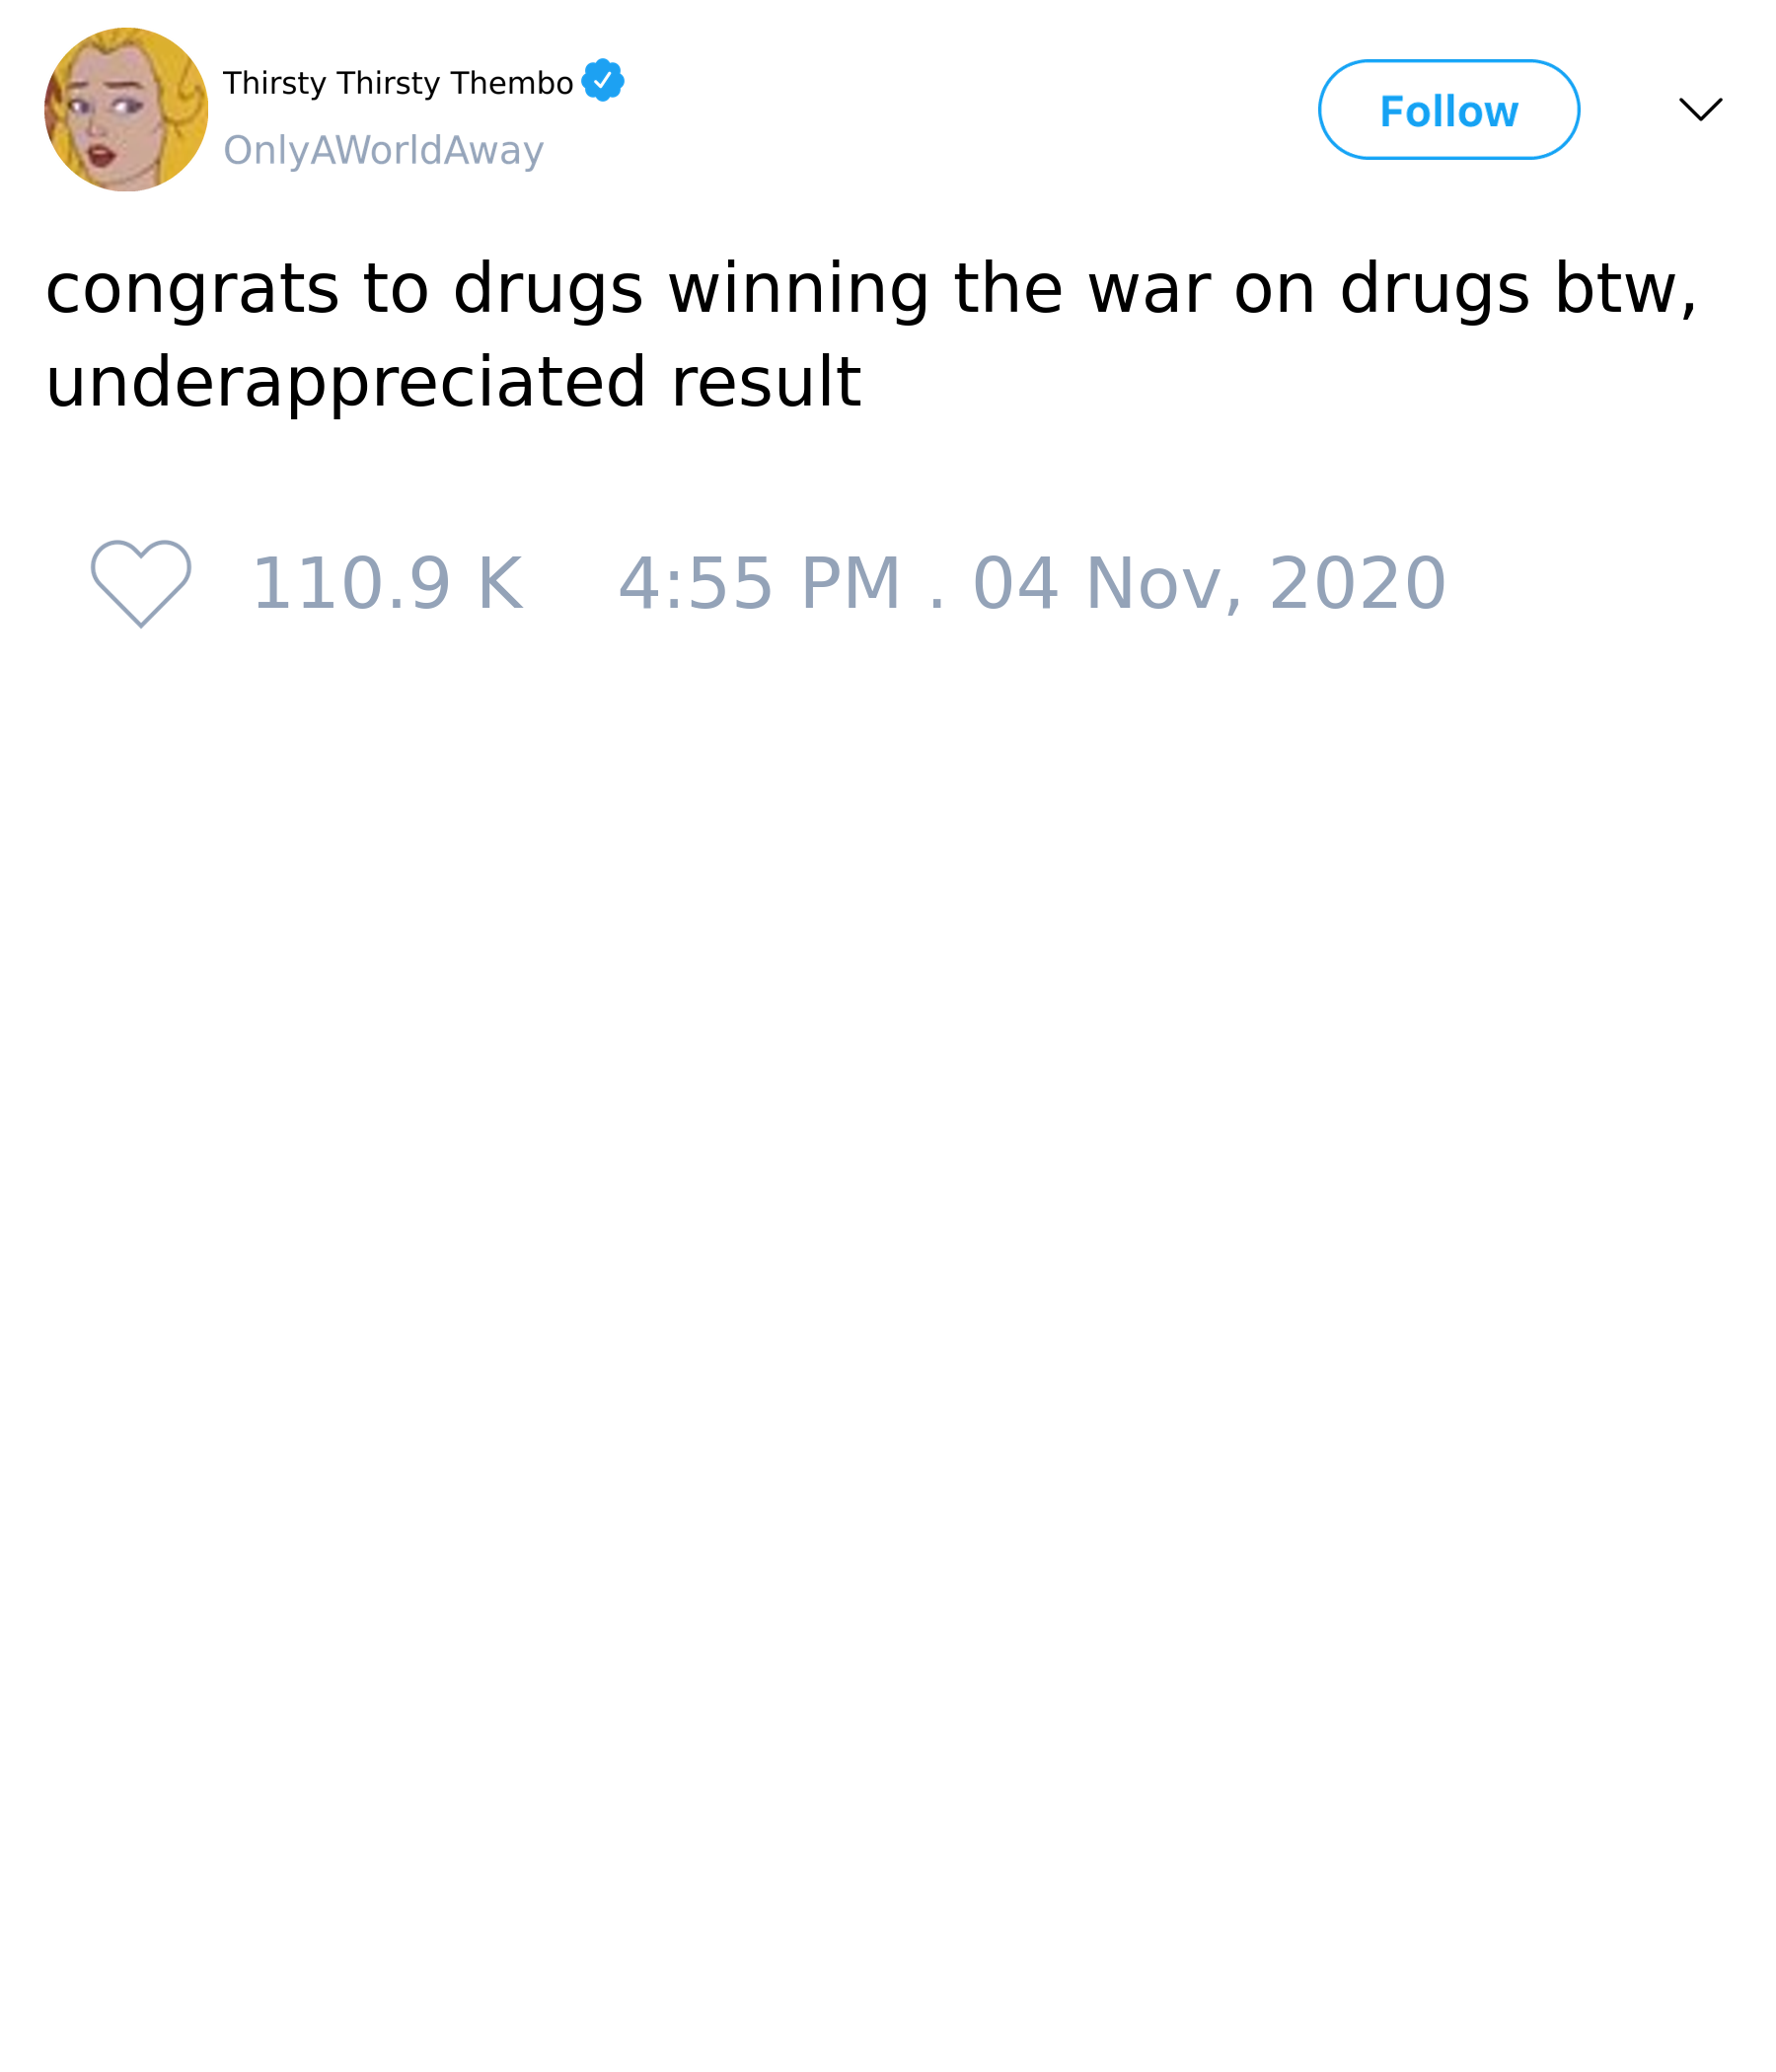 Thirsty Thirsty Thembo
OnlyAWorldAway
Follow
congrats to drugs winning the war on drugs btw,
underappreciated result
110.9 K 4:55 PM . 04 Nov, 2020